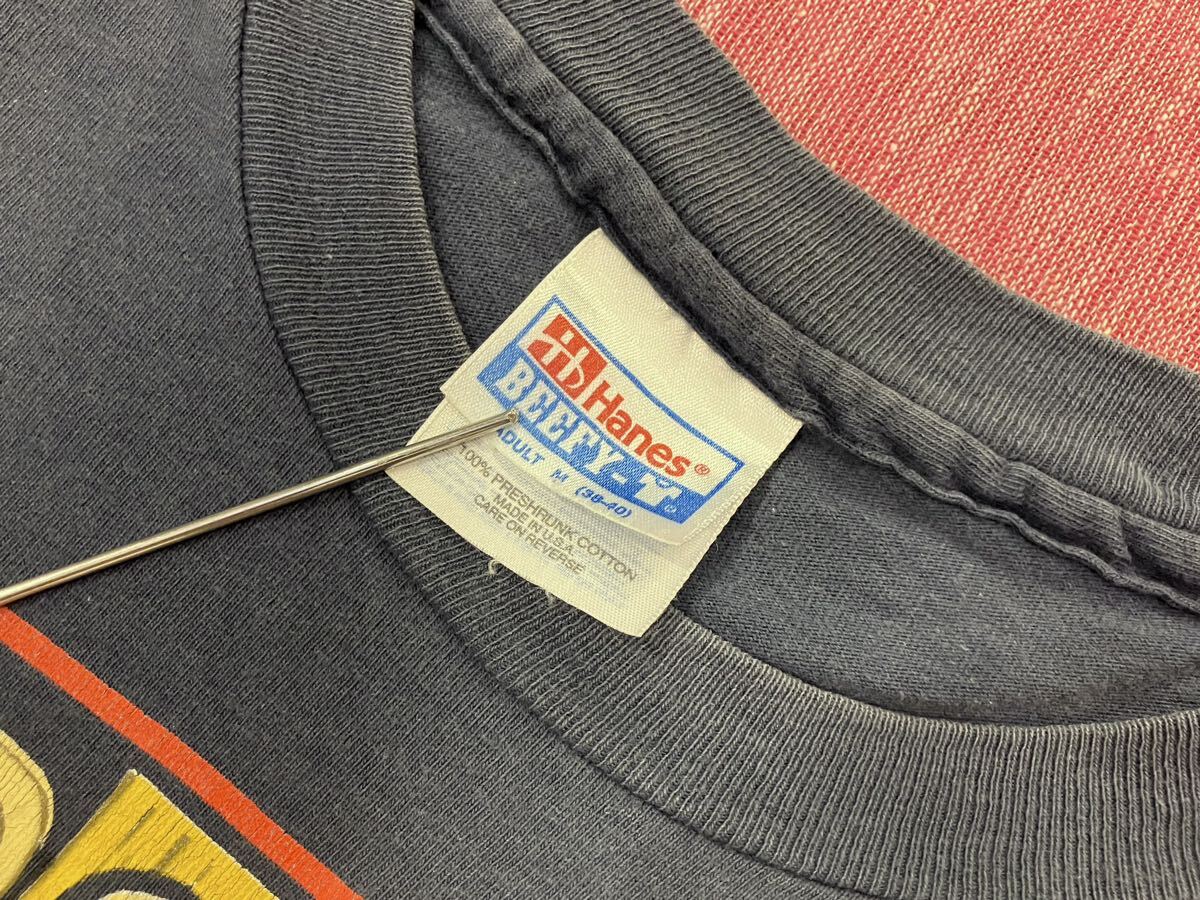 Hanes®
BEEFY-T®
ADULT M (38-40)
100% PRESHRUNK COTTON
MADE IN U.S.A.
CARE ON REVERSE